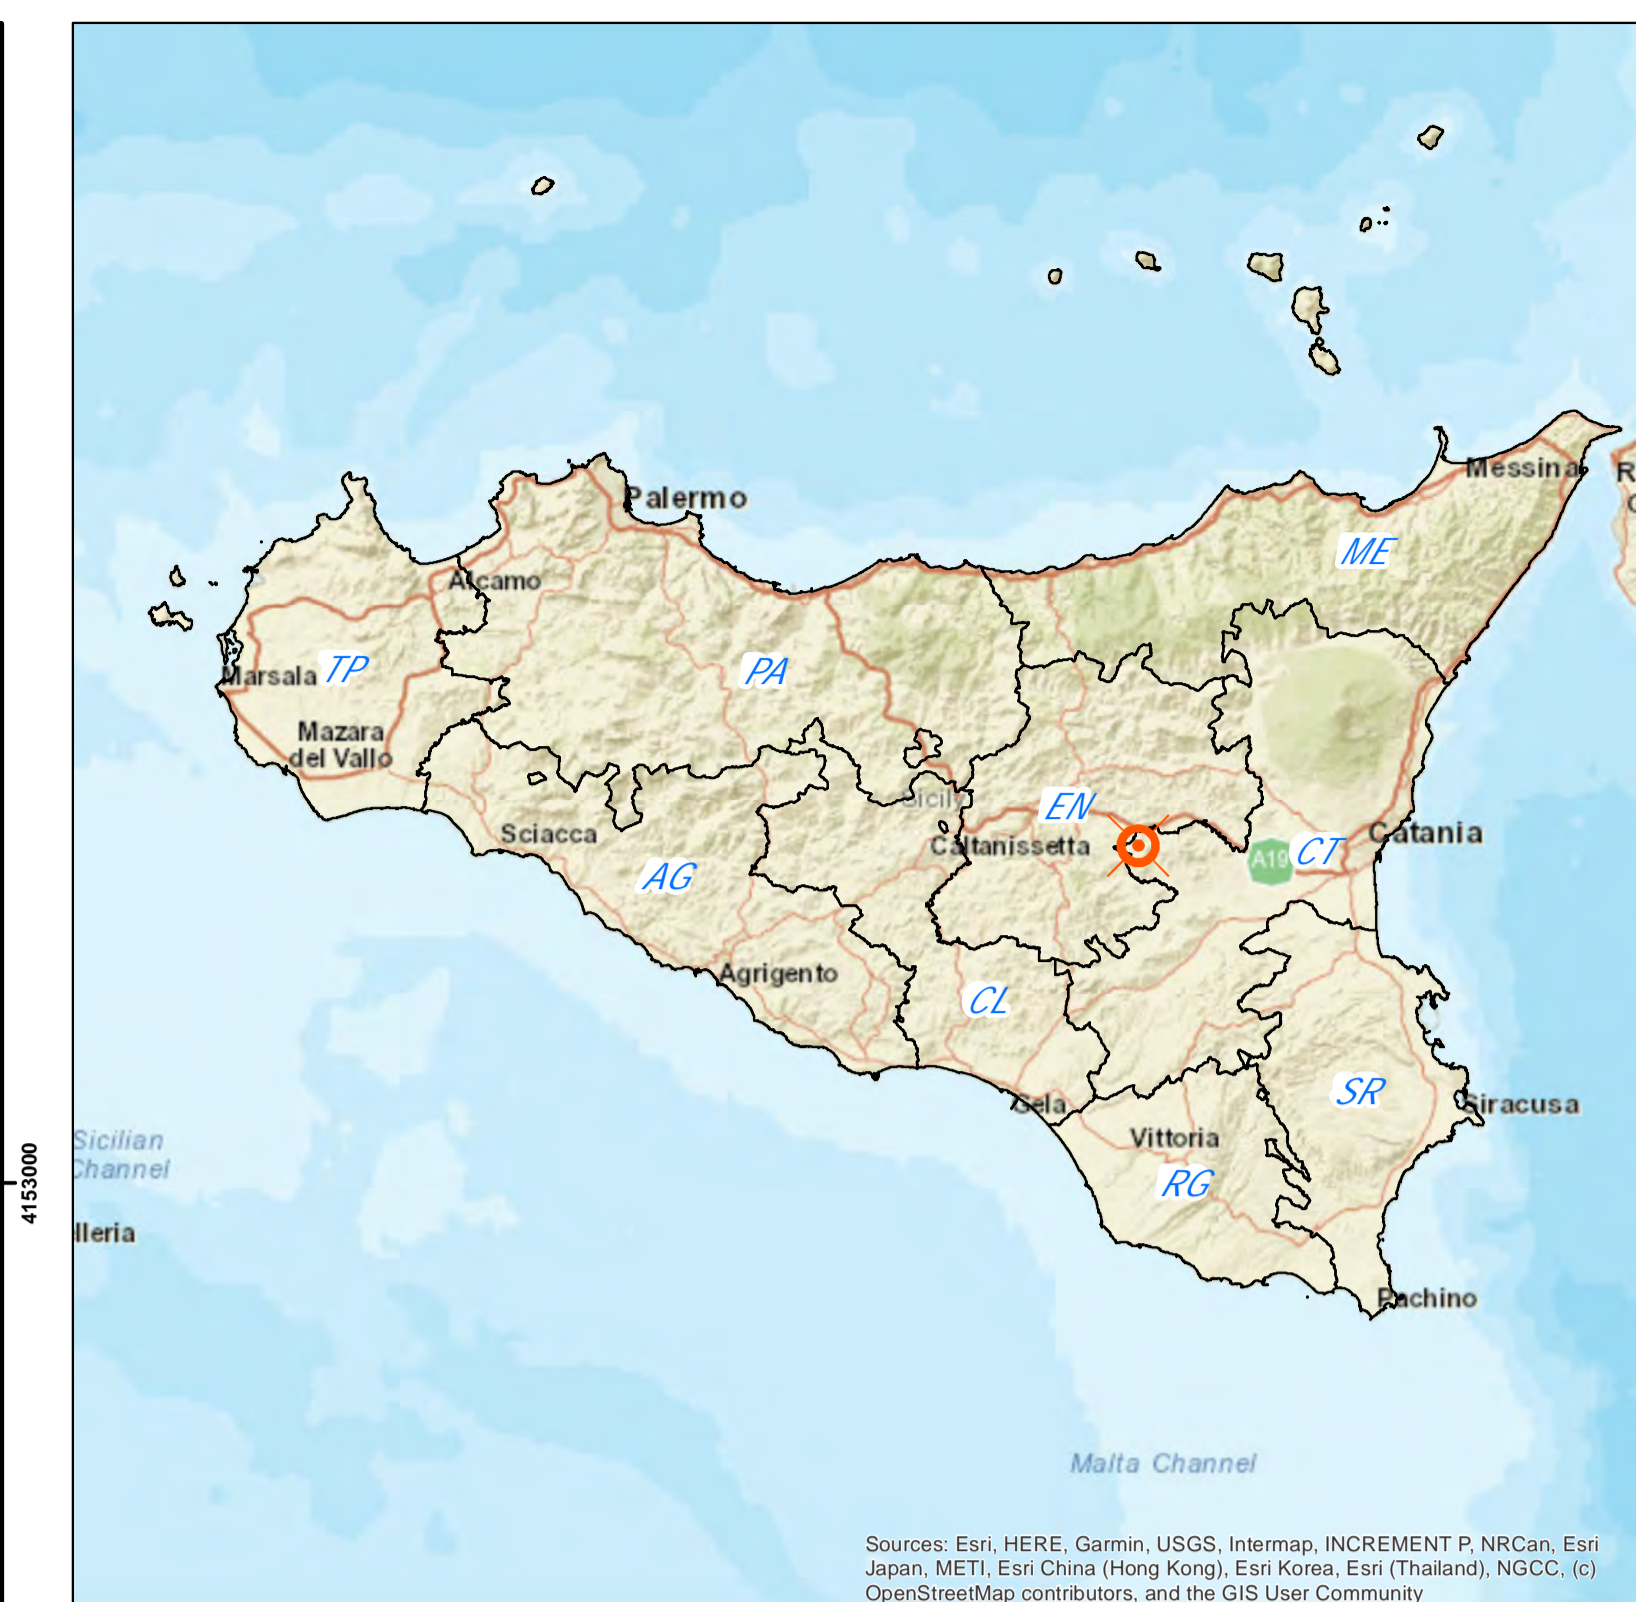 Messina
R
Palermo
ME
Alcamo
Marsala
TP
PA
Mazara
del Vallo
Sicily
EN
Sciacca
Caltanissetta
Catania
A19
CT
AG
Agrigento
CL
SR
Gela
Siracusa
Vittoria
Sicilian
Channel
4153000
RG
lleria
Pachino
Malta Channel
Sources: Esri, HERE, Garmin, USGS, Intermap, INCREMENT P, NRCan, Esri
Japan, METI, Esri China (Hong Kong), Esri Korea, Esri (Thailand), NGCC, (c)
OpenStreetMap contributors, and the GIS User Community